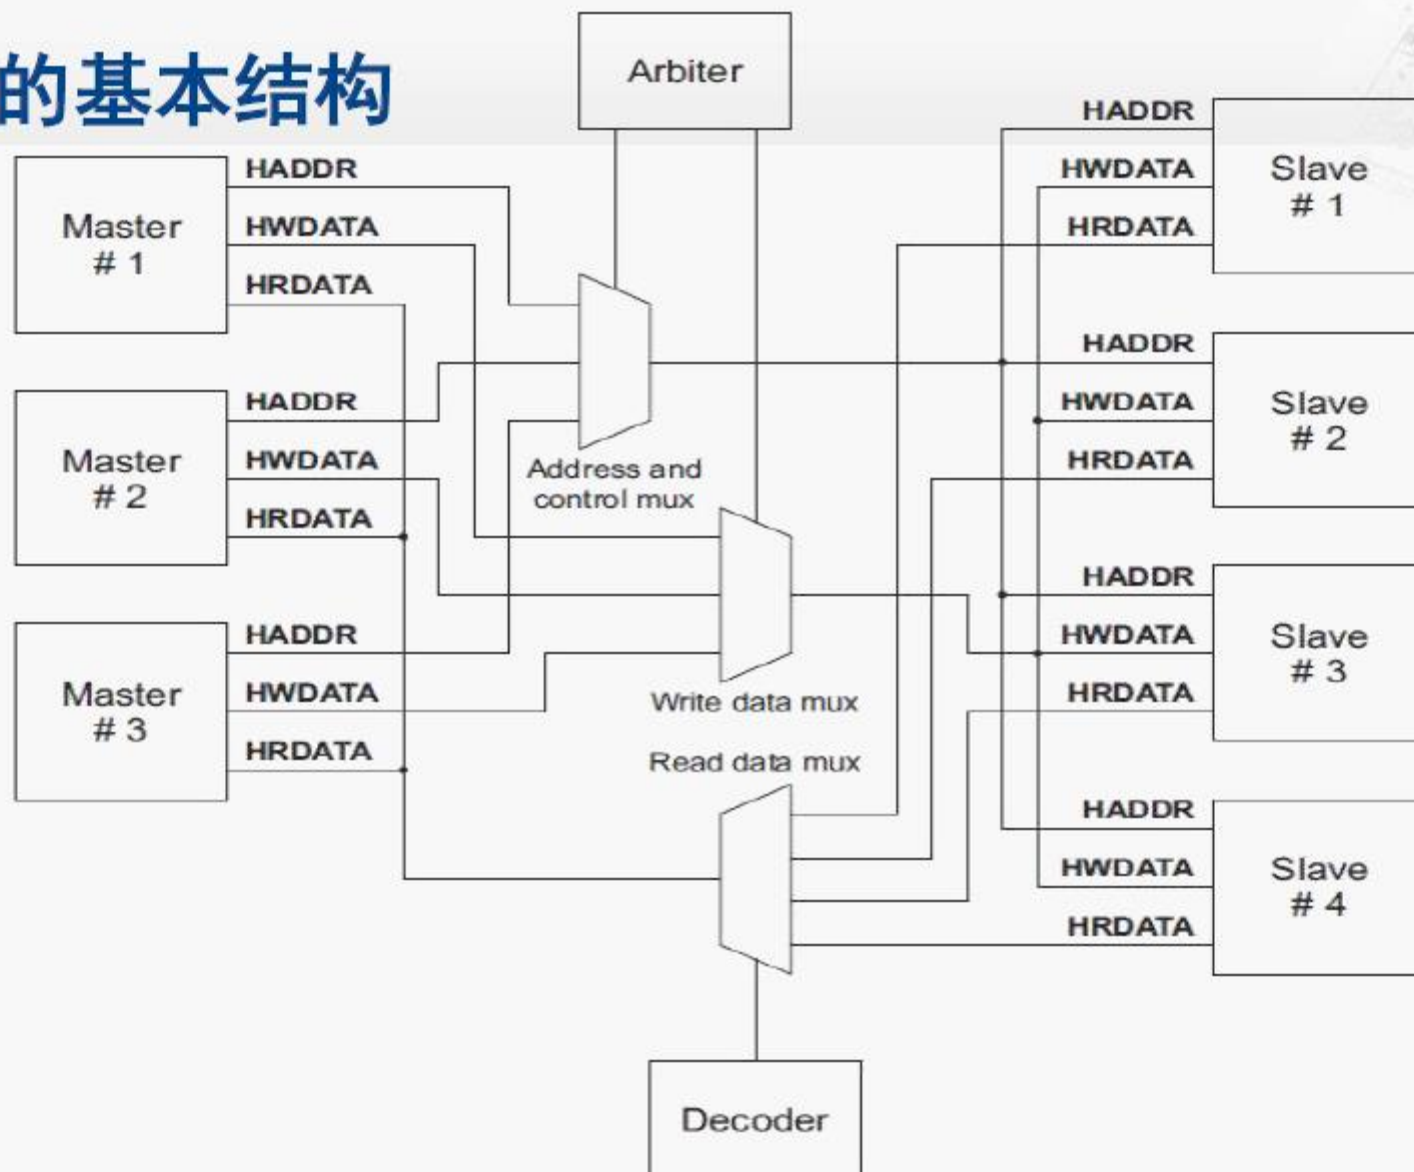 的基本结构
Arbiter
Master
# 1
HADDR
HWDATA
HRDATA
Master
# 2
HADDR
HWDATA
HRDATA
Master
# 3
HADDR
HWDATA
HRDATA
Address and
control mux
Write data mux
Read data mux
Decoder
HADDR
HWDATA
HRDATA
Slave
# 1
HADDR
HWDATA
HRDATA
Slave
# 2
HADDR
HWDATA
HRDATA
Slave
# 3
HADDR
HWDATA
HRDATA
Slave
# 4